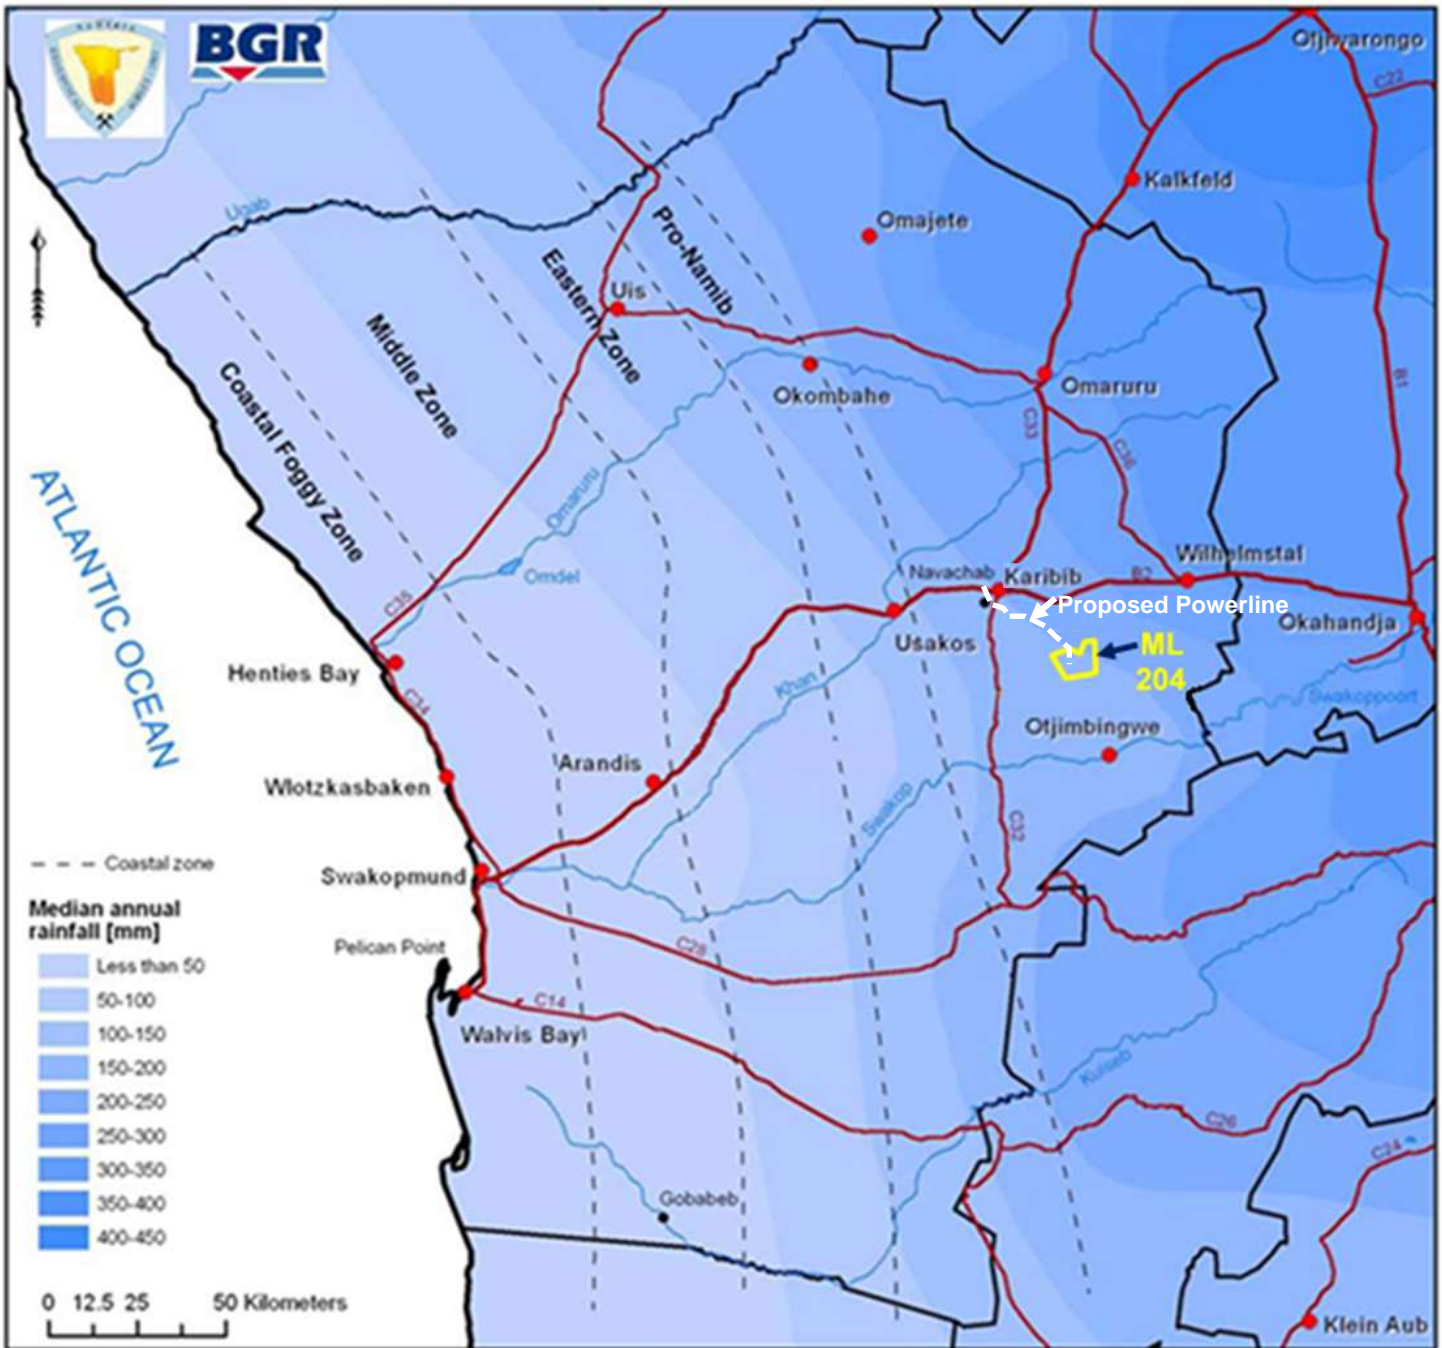 BGR
Otjiwarongo
C22
Kalkfeld
Omajete
Ugab
Pro-Namib
Eastern Zone
Uis
Middle Zone
Coastal Foggy Zone
Okombahe
Omaruru
B1
C33
C36
ATLANTIC OCEAN
Omaruru
Omdel
C35
Navachab
Karibib
B2
Wilhelmstal
Proposed Powerline
Okahandja
Usakos
ML
204
Henties Bay
C34
Khan
Swakoppoort
Otjimbingwe
Arandis
Wlotzkasbaken
Swakop
C32
Coastal zone
Swakopmund
Median annual
rainfall [mm]
Pelican Point
Less than 50
50-100
100-150
150-200
200-250
250-300
300-350
350-400
400-450
C28
C14
Walvis Bay
Kuiseb
C26
C24
Gobabeb
0 12.5 25 50 Kilometers
Klein Aub